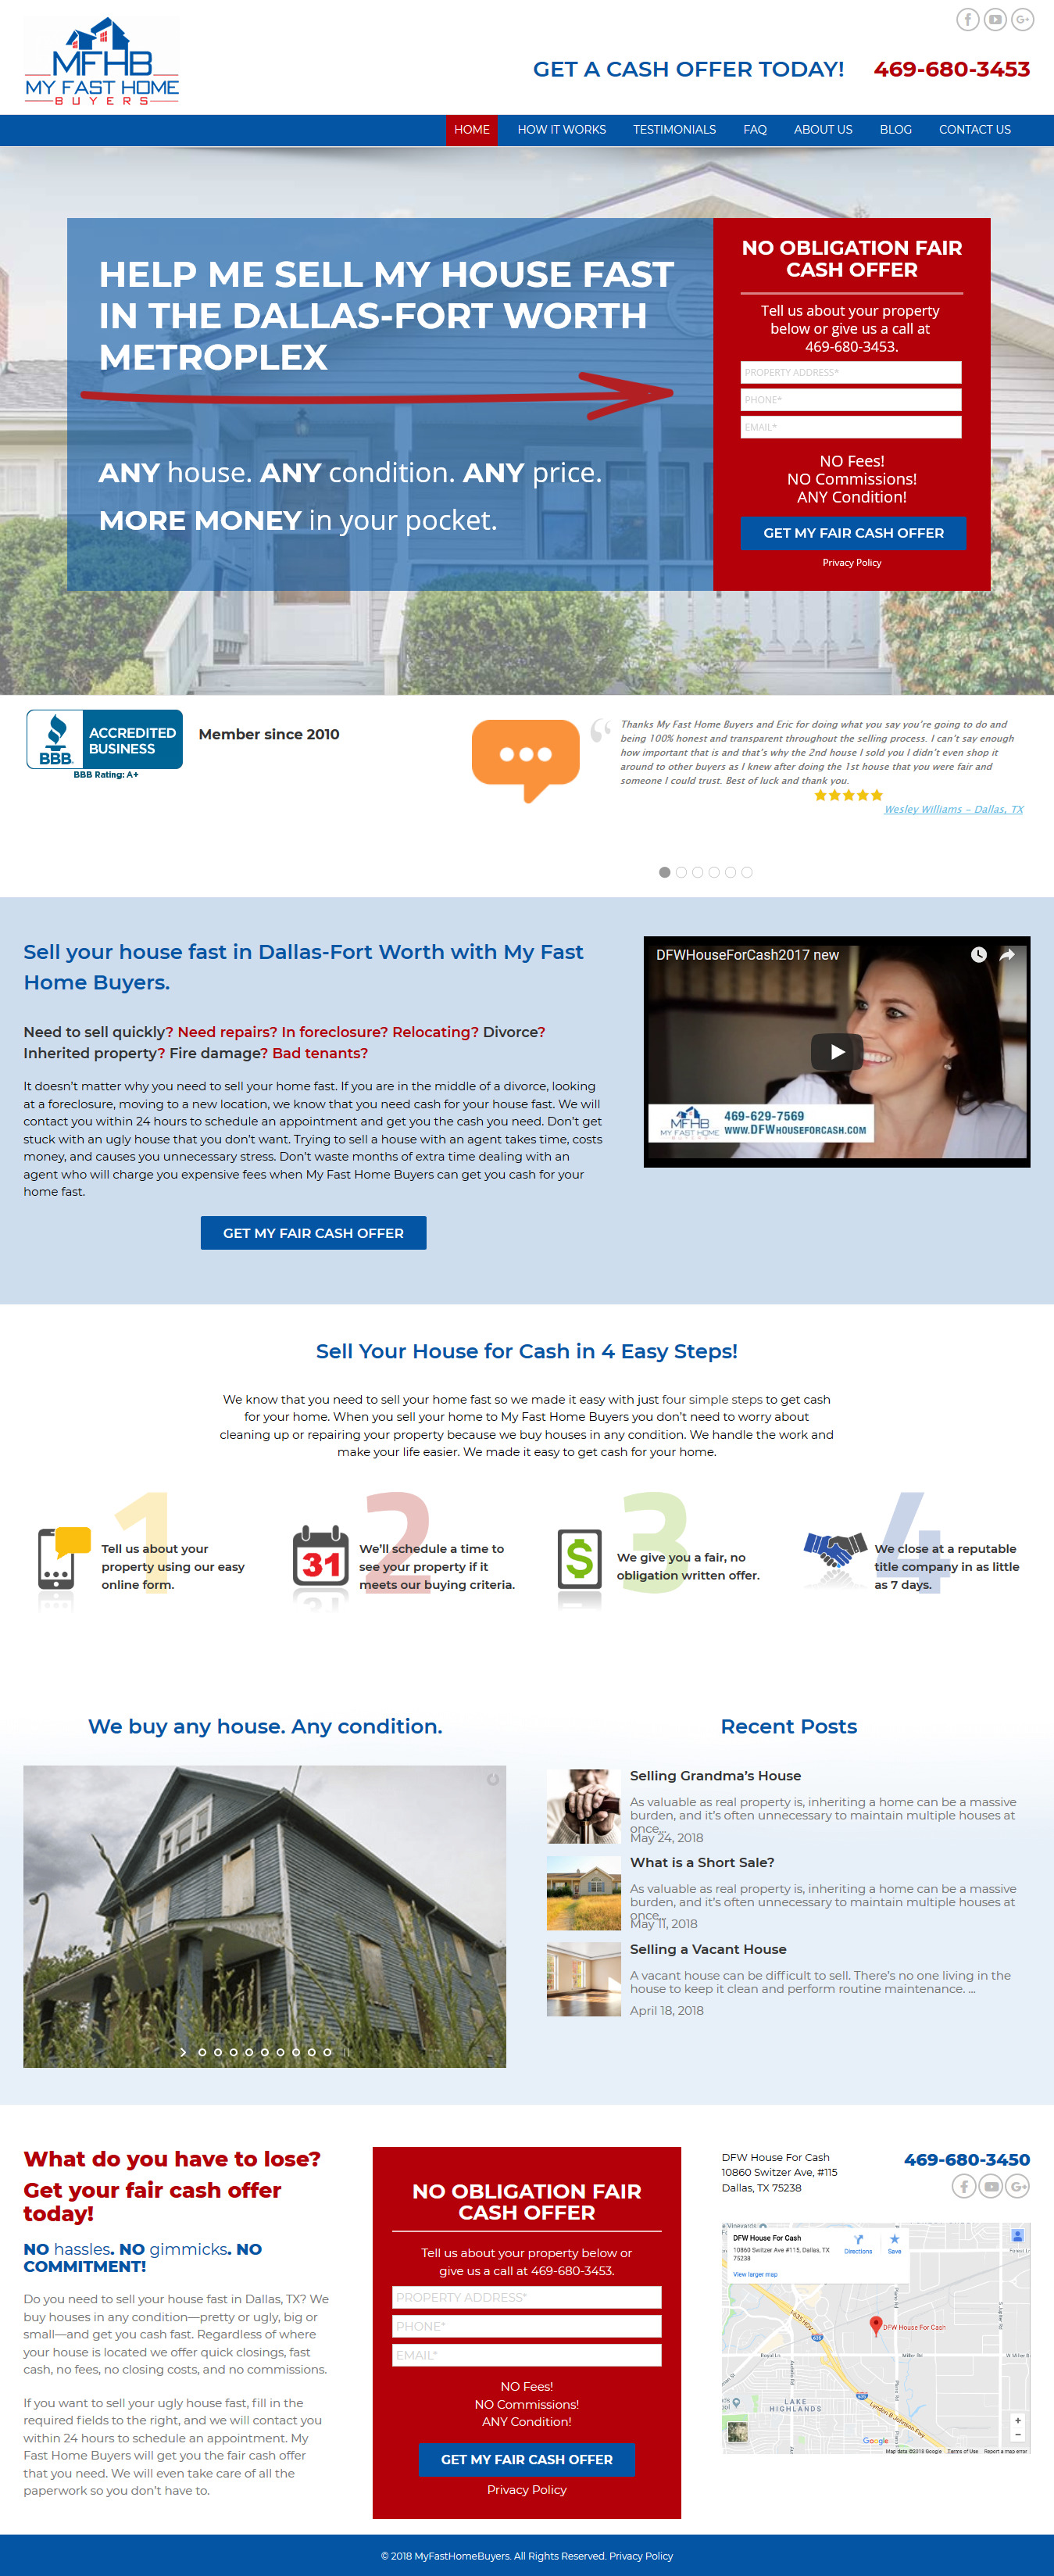 MFHB
MY FAST HOME
BUYERS
GET A CASH OFFER TODAY! 469-680-3453
HOME HOW IT WORKS TESTIMONIALS FAQ ABOUT US BLOG CONTACT US
HELP ME SELL MY HOUSE FAST
IN THE DALLAS-FORT WORTH
METROPLEX
ANY house. ANY condition. ANY price.
MORE MONEY in your pocket.
NO OBLIGATION FAIR
CASH OFFER
Tell us about your property
below or give us a call at
469-680-3453.
PROPERTY ADDRESS*
PHONE*
EMAIL*
NO Fees!
NO Commissions!
ANY Condition!
GET MY FAIR CASH OFFER
Privacy Policy
BBB
ACCREDITED
BUSINESS
BBB Rating: A+
Member since 2010
Thanks My Fast Home Buyers and Eric for doing what you say you're going to do and
being 100% honest and transparent throughout the selling process. I can't say enough
how important that is and that's why the 2nd house I sold you I didn't even shop it
around to other buyers as I knew after doing the 1st house that you were fair and
someone I could trust. Best of luck and thank you.
Wesley Williams – Dallas, TX
Sell your house fast in Dallas-Fort Worth with My Fast
Home Buyers.
Need to sell quickly? Need repairs? In foreclosure? Relocating? Divorce?
Inherited property? Fire damage? Bad tenants?
It doesn't matter why you need to sell your home fast. If you are in the middle of a divorce, looking
at a foreclosure, moving to a new location, we know that you need cash for your house fast. We will
contact you within 24 hours to schedule an appointment and get you the cash you need. Don't get
stuck with an ugly house that you don't want. Trying to sell a house with an agent takes time, costs
money, and causes you unnecessary stress. Don't waste months of extra time dealing with an
agent who will charge you expensive fees when My Fast Home Buyers can get you cash for your
home fast.
GET MY FAIR CASH OFFER
DFWHouseForCash2017 new
MFHB
MY FAST HOME
BUYERS
469-629-7569
WWW.DFWHOUSEFORCASH.COM
Sell Your House for Cash in 4 Easy Steps!
We know that you need to sell your home fast so we made it easy with just four simple steps to get cash
for your home. When you sell your home to My Fast Home Buyers you don't need to worry about
cleaning up or repairing your property because we buy houses in any condition. We handle the work and
make your life easier. We made it easy to get cash for your home.
1
Tell us about your
property using our easy
online form.
31
2
We'll schedule a time to
see your property if it
meets our buying criteria.
$
3
We give you a fair, no
obligation written offer.
4
We close at a reputable
title company in as little
as 7 days.
We buy any house. Any condition.
Recent Posts
Selling Grandma's House
As valuable as real property is, inheriting a home can be a massive
burden, and it's often unnecessary to maintain multiple houses at
once...
May 24, 2018
What is a Short Sale?
As valuable as real property is, inheriting a home can be a massive
burden, and it's often unnecessary to maintain multiple houses at
once...
May 11, 2018
Selling a Vacant House
A vacant house can be difficult to sell. There's no one living in the
house to keep it clean and perform routine maintenance. ...
April 18, 2018
What do you have to lose?
Get your fair cash offer
today!
NO hassles. NO gimmicks. NO
COMMITMENT!
Do you need to sell your house fast in Dallas, TX? We
buy houses in any condition—pretty or ugly, big or
small—and get you cash fast. Regardless of where
your house is located we offer quick closings, fast
cash, no fees, no closing costs, and no commissions.
If you want to sell your ugly house fast, fill in the
required fields to the right, and we will contact you
within 24 hours to schedule an appointment. My
Fast Home Buyers will get you the fair cash offer
that you need. We will even take care of all the
paperwork so you don't have to.
NO OBLIGATION FAIR
CASH OFFER
Tell us about your property below or
give us a call at 469-680-3453.
PROPERTY ADDRESS*
PHONE*
EMAIL*
NO Fees!
NO Commissions!
ANY Condition!
GET MY FAIR CASH OFFER
Privacy Policy
DFW House For Cash
10860 Switzer Ave, #115
Dallas, TX 75238
469-680-3450
DFW House For Cash
10860 Switzer Ave #115, Dallas, TX
75238
Directions
Save
View larger map
DFW House For Cash
LAKE
HIGHLANDS
Google
Map data ©2018 Google Terms of Use Report a map error
© 2018 MyFastHomeBuyers. All Rights Reserved. Privacy Policy